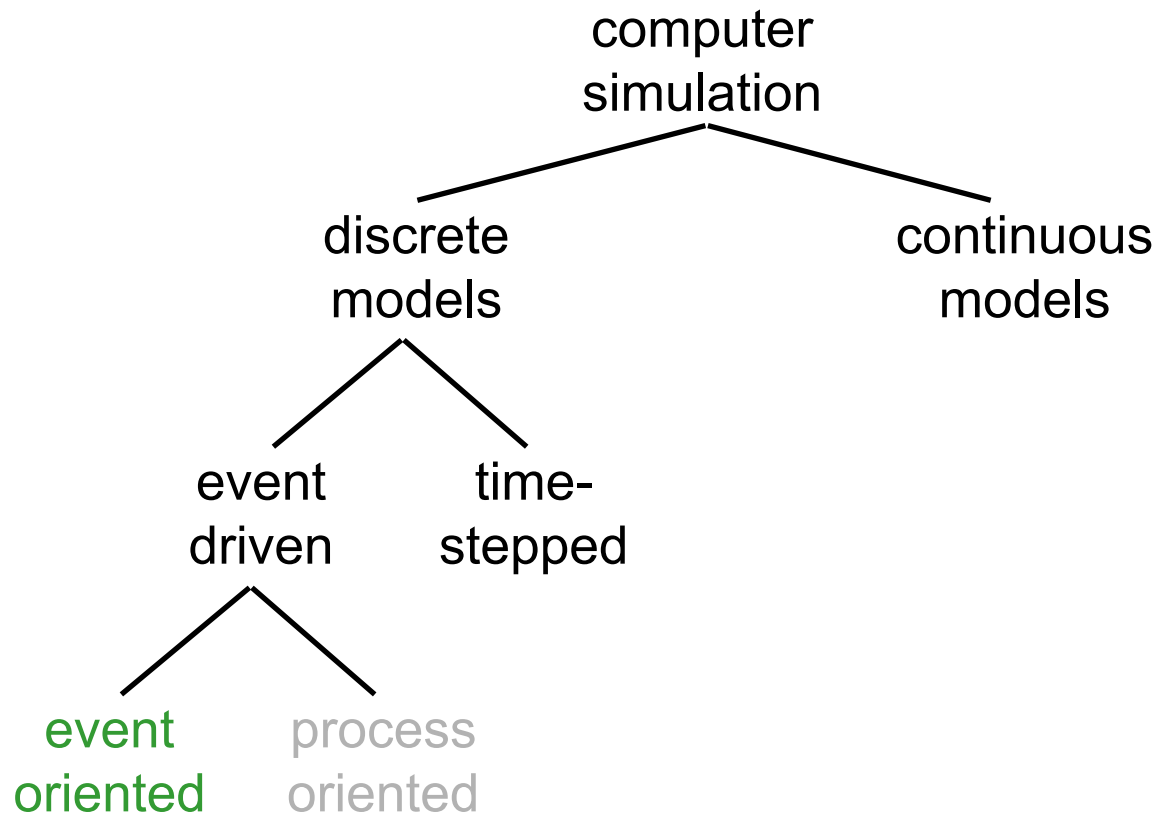 computer
simulation
discrete
models
continuous
models
event
driven
time-
stepped
event
oriented
process
oriented